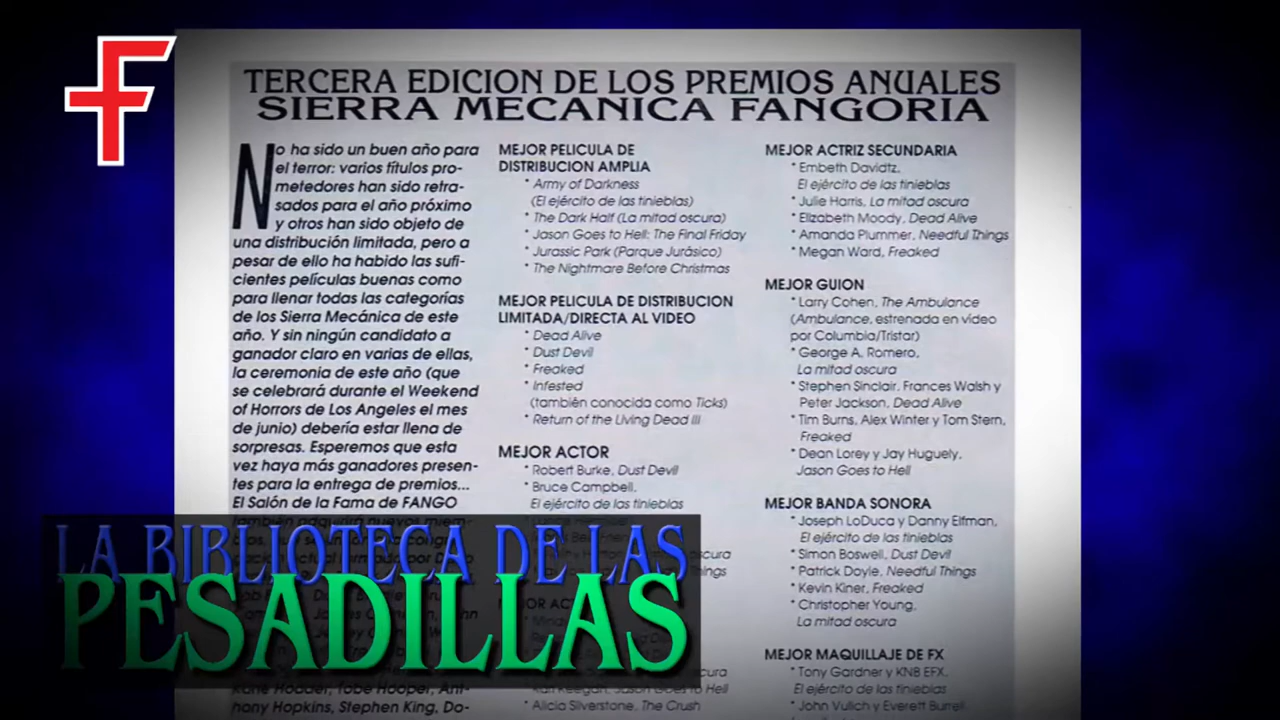 F
TERCERA EDICION DE LOS PREMIOS ANUALES
SIERRA MECANICA FANGORIA
No ha sido un buen año para
el terror: varios títulos pro-
metedores han sido retra-
sados para el año próximo
y otros han sido objeto de
una distribución limitada, pero a
pesar de ello ha habido las sufi-
cientes películas buenas como
para llenar todas las categorías
de los Sierra Mecánica de este
año. Y sin ningún candidato a
ganador claro en varias de ellas,
la ceremonia de este año (que
se celebrará durante el Weekend
of Horrors de Los Angeles el mes
de junio) debería estar llena de
sorpresas. Esperemos que esta
vez haya más ganadores presen-
tes para la entrega de premios...
El Salón de la Fama de FANGO
Kane Hodder, Tobe Hooper, Ant-
hony Hopkins, Stephen King, Do-
MEJOR PELICULA DE
DISTRIBUCION AMPLIA
* Army of Darkness
(El ejército de las tinieblas)
* The Dark Half (La mitad oscura)
* Jason Goes to Hell: The Final Friday
* Jurassic Park (Parque Jurásico)
* The Nightmare Before Christmas
MEJOR PELICULA DE DISTRIBUCION
LIMITADA/DIRECTA AL VIDEO
* Dead Alive
* Dust Devil
* Freaked
* Infested
(también conocida como Ticks)
* Return of the Living Dead III
MEJOR ACTOR
* Robert Burke, Dust Devil
* Bruce Campbell,
El ejército de las tinieblas
oscura
Things
MEJOR
oscura
* Kari Keegan, Jason Goes to Hell
* Alicia Silverstone, The Crush
MEJOR ACTRIZ SECUNDARIA
* Embeth Davidtz,
El ejército de las tinieblas
* Julie Harris, La mitad oscura
* Elizabeth Moody, Dead Alive
* Amanda Plummer, Needful Things
* Megan Ward, Freaked
MEJOR GUION
* Larry Cohen, The Ambulance
(Ambulance, estrenada en vídeo
por Columbia/Tristar)
* George A. Romero,
La mitad oscura
* Stephen Sinclair, Frances Walsh y
Peter Jackson, Dead Alive
* Tim Burns, Alex Winter y Tom Stern,
Freaked
* Dean Lorey y Jay Huguely,
Jason Goes to Hell
MEJOR BANDA SONORA
* Joseph LoDuca y Danny Elfman,
El ejército de las tinieblas
* Simon Boswell, Dust Devil
* Patrick Doyle, Needful Things
* Kevin Kiner, Freaked
* Christopher Young,
La mitad oscura
MEJOR MAQUILLAJE DE FX
* Tony Gardner y KNB EFX,
El ejército de las tinieblas
* John Vulich y Everett Burrell,
LA BIBLIOTECA DE LAS
PESADILLAS